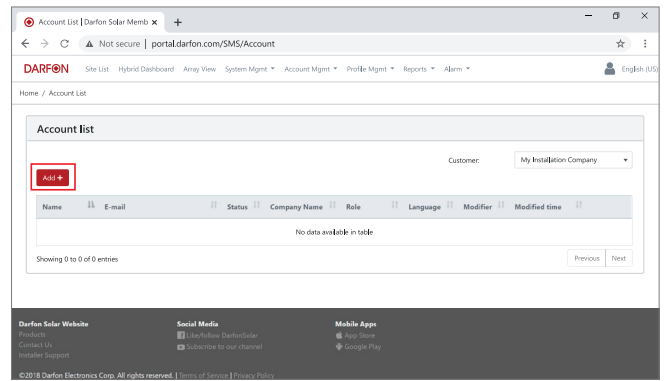 Account List | Darfon Solar Memb ×
Not secure | portal.darfon.com/SMS/Account
DARFON Site List Hybrid Dashboard Array View System Mgmt Account Mgmt Profile Mgmt Reports Alarm English (US)
Home / Account List
Account list
Customer: My Installation Company
Add +
Name E-mail Status Company Name Role Language Modifier Modified time
No data available in table
Showing 0 to 0 of 0 entries Previous Next
Darfon Solar Website Social Media Mobile Apps
Products Like/follow DarfonSolar App Store
Contact Us Subscribe to our channel Google Play
Installer Support
©2018 Darfon Electronics Corp. All rights reserved. | Terms of Service | Privacy Policy